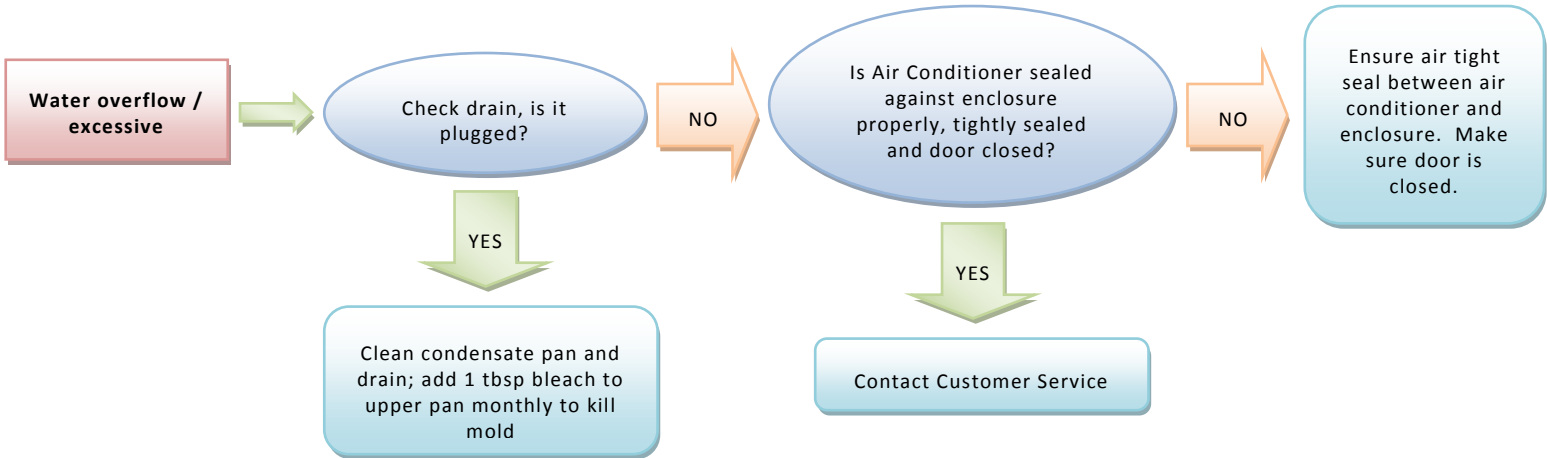 Water overflow /
excessive
Check drain, is it
plugged?
NO
Is Air Conditioner sealed
against enclosure
properly, tightly sealed
and door closed?
NO
Ensure air tight
seal between air
conditioner and
enclosure.  Make
sure door is
closed.
YES
YES
Clean condensate pan and
drain; add 1 tbsp bleach to
upper pan monthly to kill
mold
Contact Customer Service